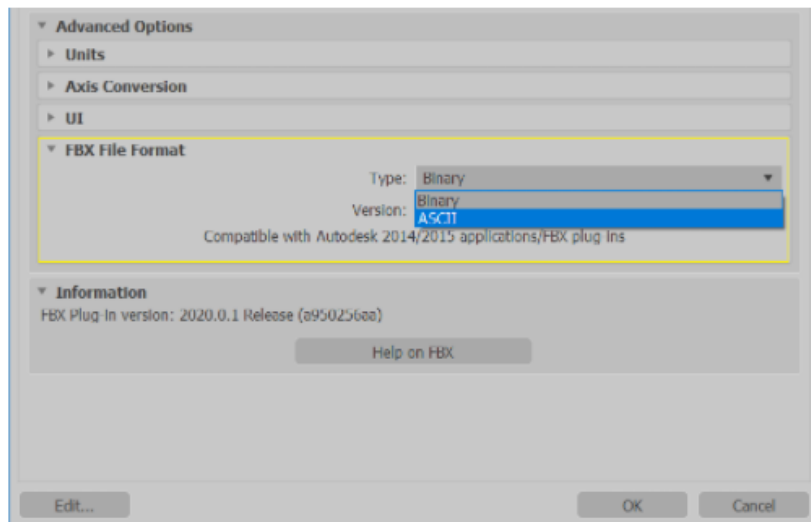 Advanced Options
Units
Axis Conversion
UI
FBX File Format
Type: Binary
Binary
Version:
ASCII
Compatible with Autodesk 2014/2015 applications/FBX plug-ins
Information
FBX Plug-in version: 2020.0.1 Release (a950256aa)
Help on FBX
Edit... OK Cancel